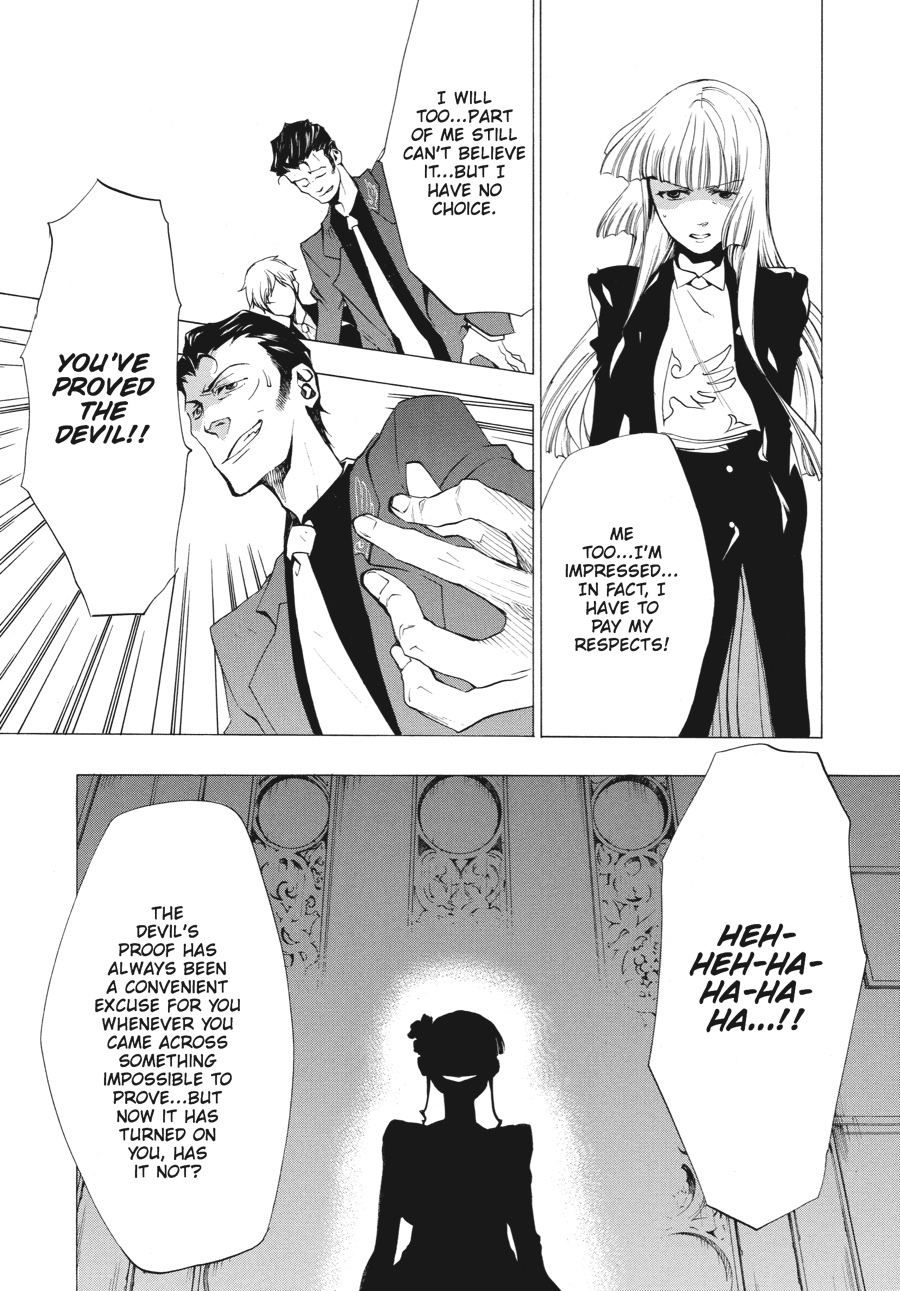 ME
TOO...I'M
IMPRESSED...
IN FACT, I
HAVE TO
PAY MY
RESPECTS!
I WILL
TOO...PART
OF ME STILL
CAN'T BELIEVE
IT...BUT I
HAVE NO
CHOICE.
YOU'VE
PROVED
THE
DEVIL!!
HEH-
HEH-HA-
HA-HA-
HA...!!
THE
DEVIL'S
PROOF HAS
ALWAYS BEEN
A CONVENIENT
EXCUSE FOR YOU
WHENEVER YOU
CAME ACROSS
SOMETHING
IMPOSSIBLE TO
PROVE...BUT
NOW IT HAS
TURNED ON
YOU, HAS
IT NOT?